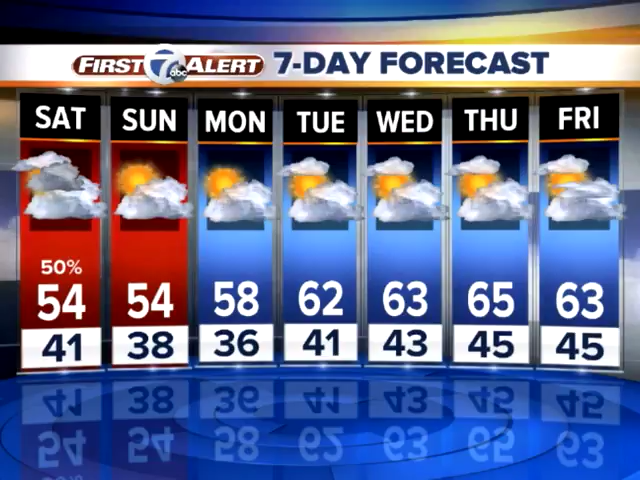 FIRST 7 abc ALERT 7-DAY FORECAST
SAT SUN MON TUE WED THU FRI
50%
54 54 58 62 63 65 63
41 38 36 41 43 45 45